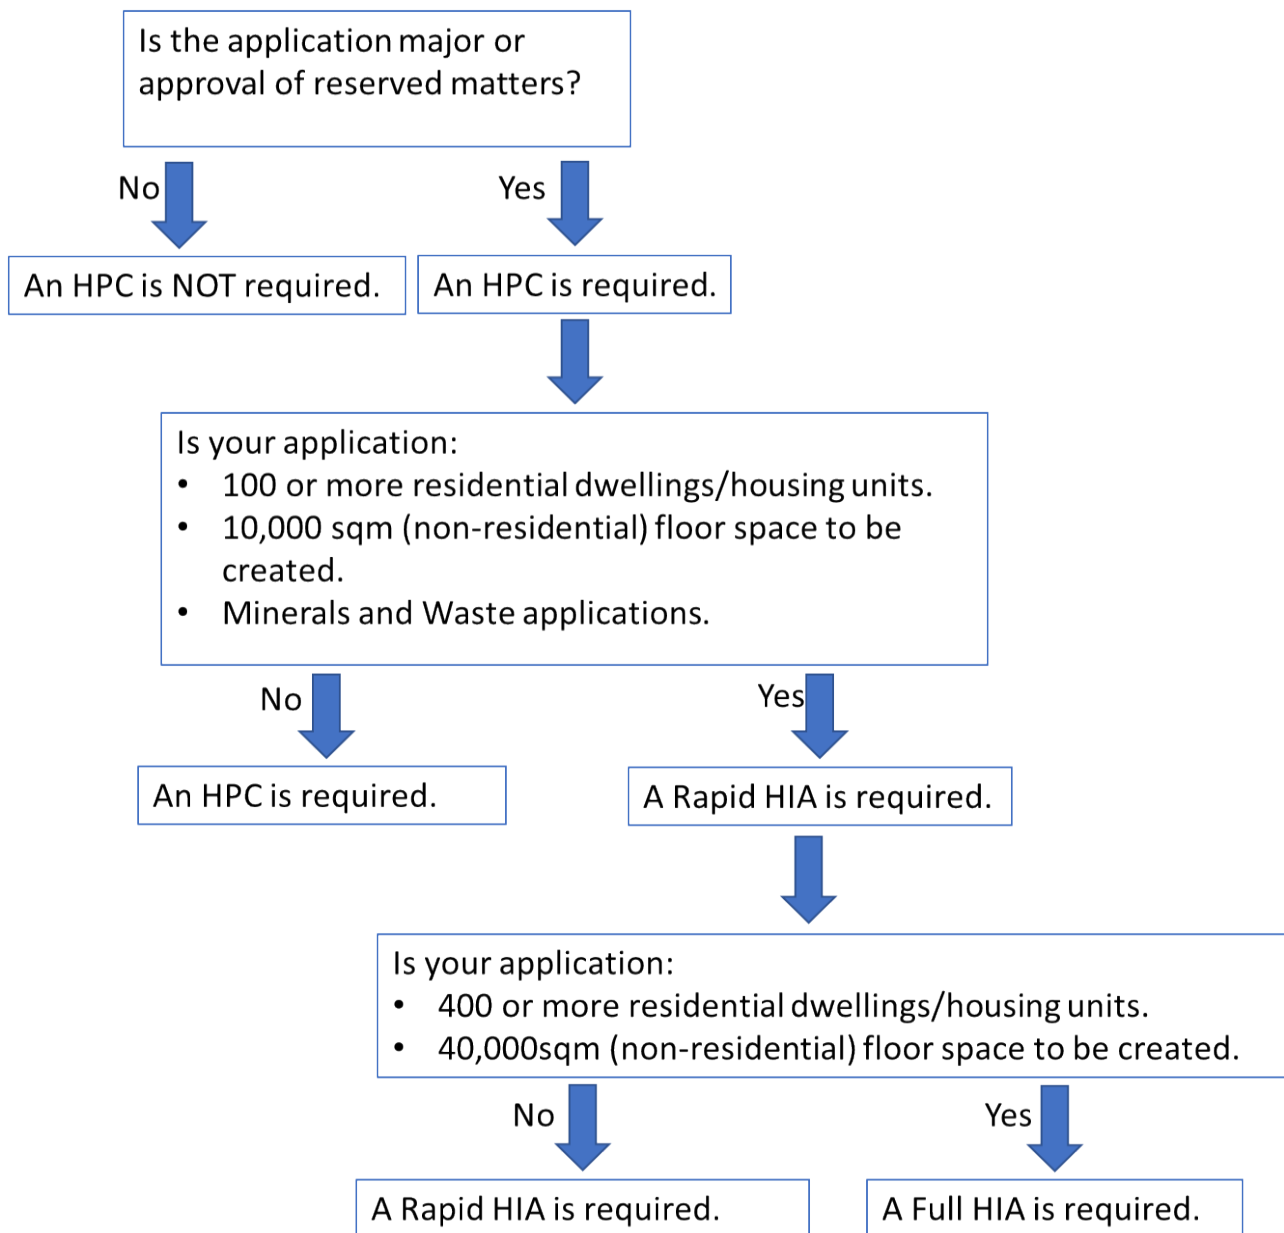 Is the application major or
approval of reserved matters?
No
Yes
An HPC is NOT required.
An HPC is required.
Is your application:
• 100 or more residential dwellings/housing units.
• 10,000 sqm (non-residential) floor space to be
created.
• Minerals and Waste applications.
No
Yes
An HPC is required.
A Rapid HIA is required.
Is your application:
• 400 or more residential dwellings/housing units.
• 40,000sqm (non-residential) floor space to be created.
No
Yes
A Rapid HIA is required.
A Full HIA is required.